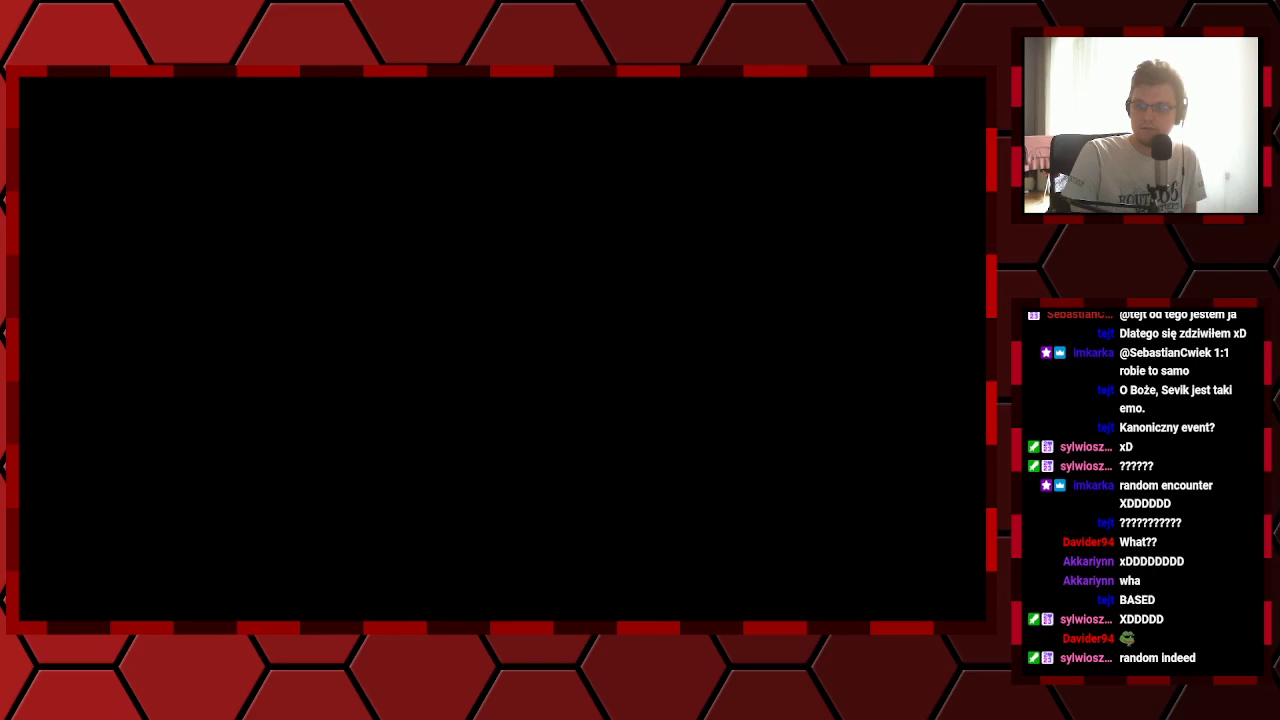 SebastianC... @tejt od tego jestem ja
tejt Dlatego się zdziwiłem xD
Imkarka @SebastianCwiek 1:1
robie to samo
tejt O Boże, Sevik jest taki
emo.
tejt Kanoniczny event?
sylwiosz... xD
sylwiosz... ??????
Imkarka random encounter
XDDDDDD
tejt ???????????
Davider94 What??
Akkariynn xDDDDDDDD
Akkariynn wha
tejt BASED
sylwiosz... XDDDDD
Davider94
sylwiosz... random indeed